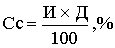 Сс = И × Д / 100 ,%